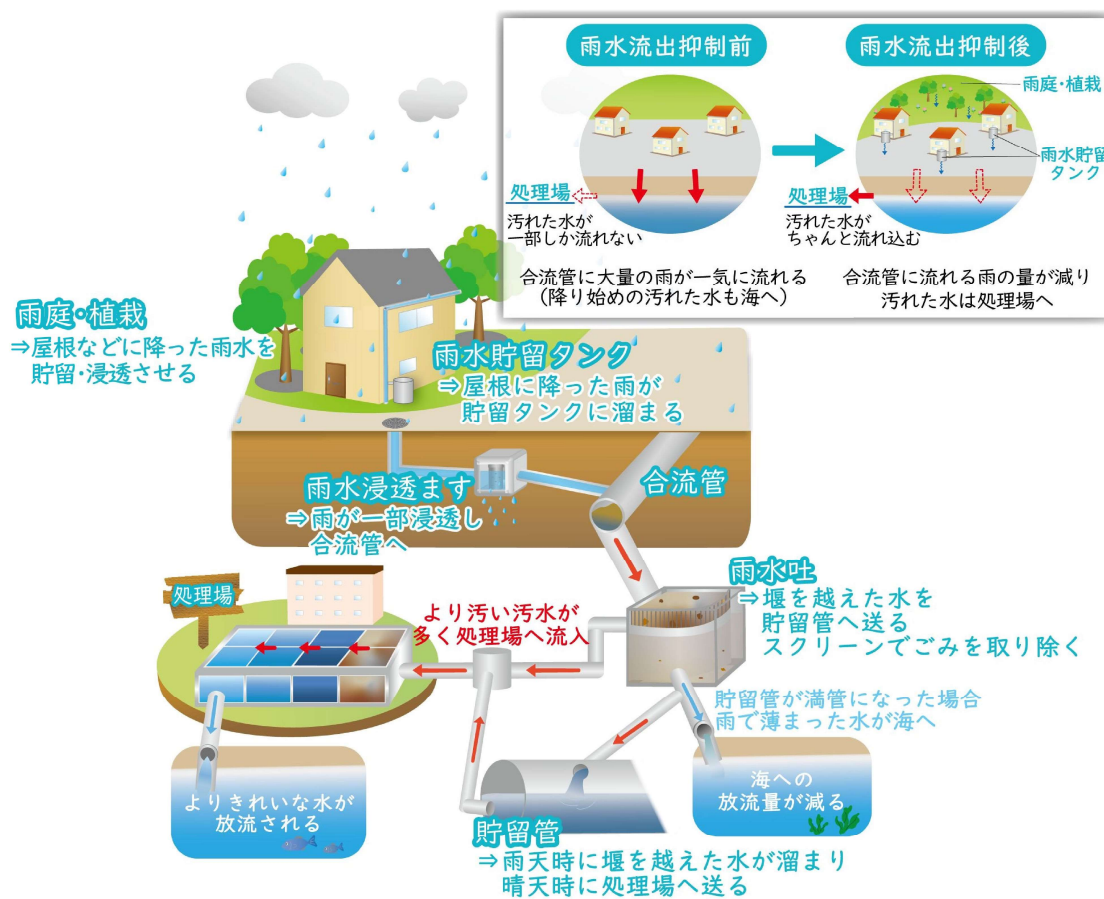 雨水流出抑制前
雨水流出抑制後
雨庭・植栽
雨水貯留
タンク
処理場
汚れた水が
一部しか流れない
処理場
汚れた水が
ちゃんと流れ込む
合流管に大量の雨が一気に流れる
(降り始めの汚れた水も海へ)
合流管に流れる雨の量が減り
汚れた水は処理場へ
雨庭・植栽
⇒屋根などに降った雨水を
貯留・浸透させる
雨水貯留タンク
⇒屋根に降った雨が
貯留タンクに溜まる
雨水浸透ます
⇒雨が一部浸透し
合流管へ
合流管
雨水吐
⇒堰を越えた水を
貯留管へ送る
スクリーンでごみを取り除く
処理場
より汚い汚水が
多く処理場へ流入
貯留管が満管になった場合
雨で薄まった水が海へ
よりきれいな水が
放流される
海への
放流量が減る
貯留管
⇒雨天時に堰を越えた水が溜まり
晴天時に処理場へ送る